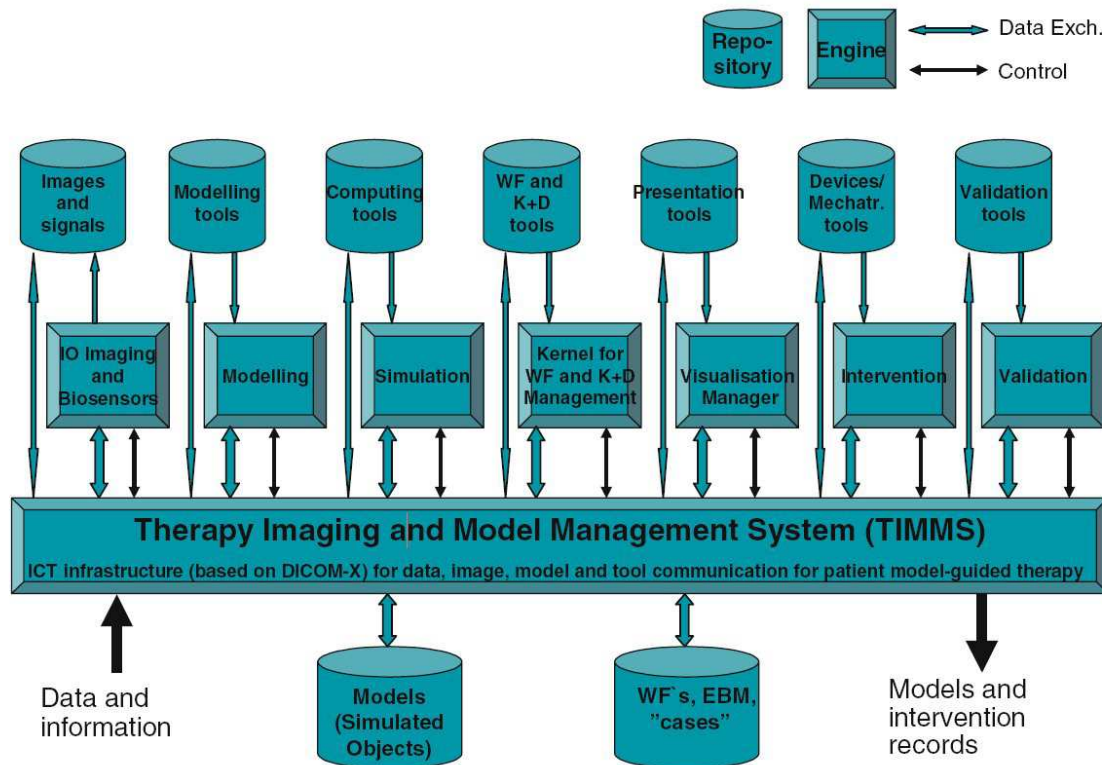 Repo-
sitory
Engine
Data Exch.
Control
Images
and
signals
Modelling
tools
Computing
tools
WF and
K+D
tools
Presentation
tools
Devices/
Mechatr.
tools
Validation
tools
IO Imaging
and
Biosensors
Modelling
Simulation
Kernel for
WF and K+D
Management
Visualisation
Manager
Intervention
Validation
Therapy Imaging and Model Management System (TIMMS)
ICT infrastructure (based on DICOM-X) for data, image, model and tool communication for patient model-guided therapy
Data and
information
Models
(Simulated
Objects)
WF`s, EBM,
”cases”
Models and
intervention
records